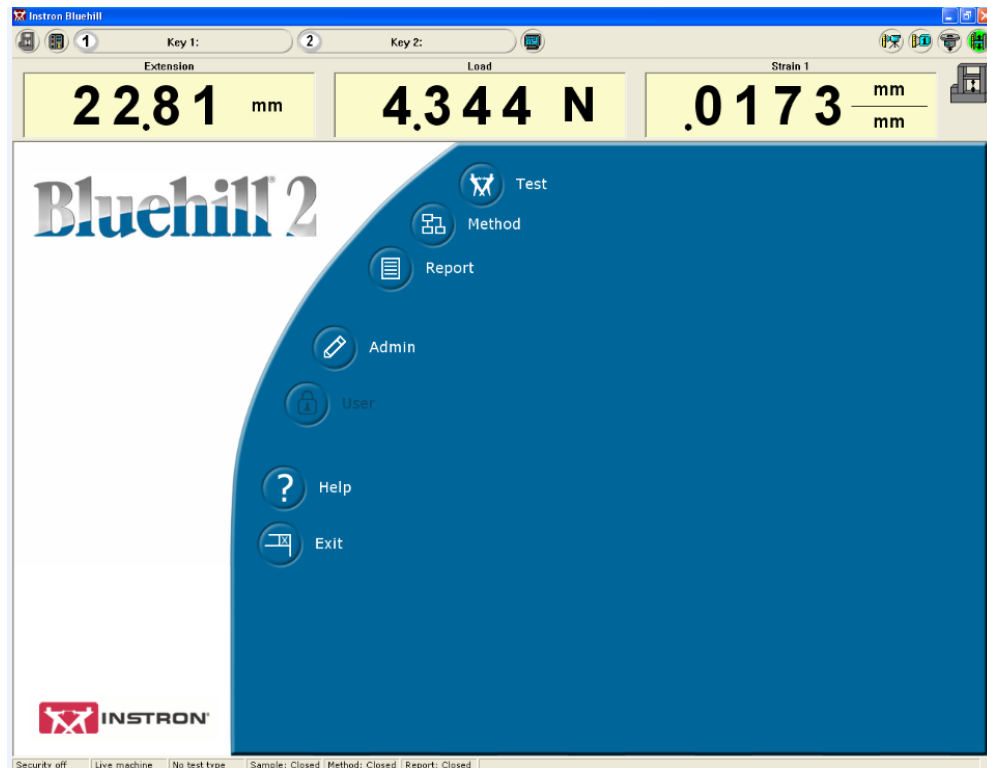 Instron Bluehill
1 Key 1: 2 Key 2:
Extension Load Strain 1
22.81 mm 4.344 N .0173 mm
mm
Bluehill® 2
Test
Method
Report
Admin
User
? Help
Exit
INSTRON®
Security off Live machine No test type Sample: Closed Method: Closed Report: Closed